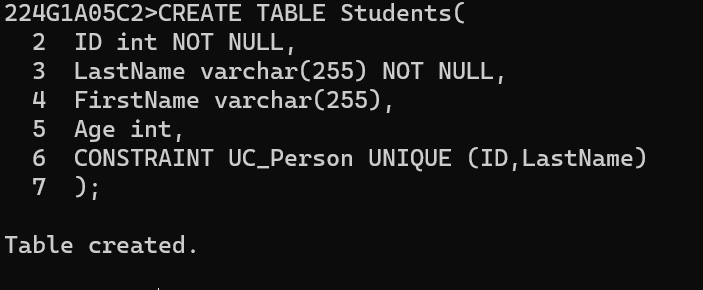 224G1A05C2>CREATE TABLE Students(
  2  ID int NOT NULL,
  3  LastName varchar(255) NOT NULL,
  4  FirstName varchar(255),
  5  Age int,
  6  CONSTRAINT UC_Person UNIQUE (ID,LastName)
  7  );
Table created.